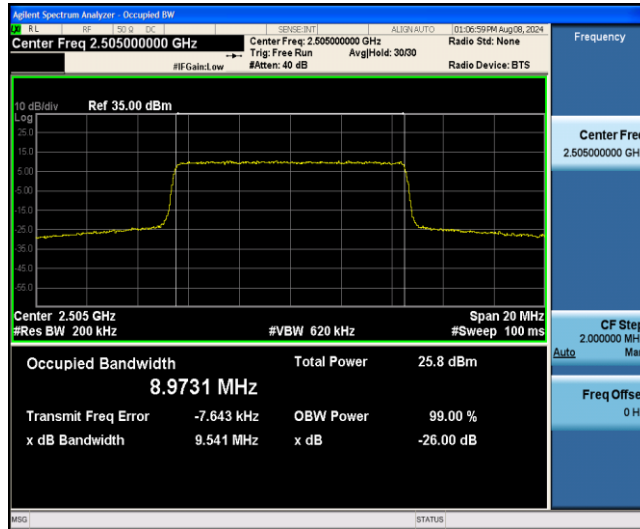 Agilent Spectrum Analyzer - Occupied BW
RL RF 50 Ω DC SENSE:INT ALIGN AUTO 01:06:59PM Aug 08, 2024
Center Freq 2.505000000 GHz
Center Freq: 2.505000000 GHz Radio Std: None
Trig: Free Run Avg|Hold: 30/30
#IFGain:Low #Atten: 40 dB Radio Device: BTS
10 dB/div Ref 35.00 dBm
Log
25.0
15.0
5.00
-5.00
-15.0
-25.0
-35.0
-45.0
-55.0
Center 2.505 GHz Span 20 MHz
#Res BW 200 kHz #VBW 620 kHz #Sweep 100 ms
Occupied Bandwidth Total Power 25.8 dBm
8.9731 MHz
Transmit Freq Error -7.643 kHz OBW Power 99.00 %
x dB Bandwidth 9.541 MHz x dB -26.00 dB
MSG STATUS
Frequency
Center Fre
2.505000000 GH
CF Step
2.000000 MH
Auto Ma
Freq Offse
0 H